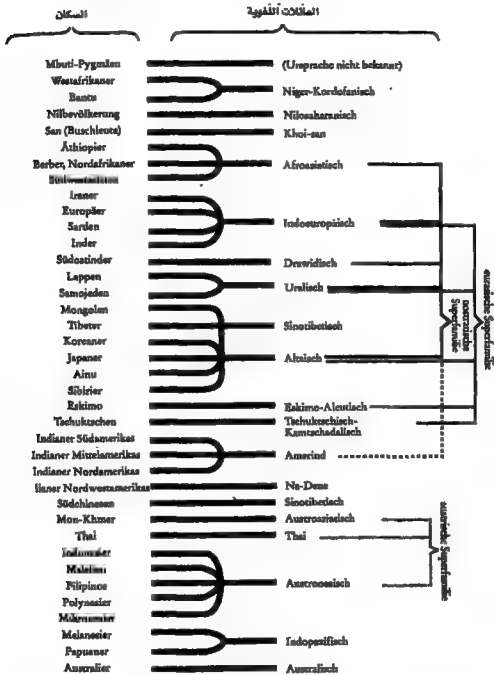 السكان
العائلات اللغوية
Mbuti-Pygmäen
(Ursprache nicht bekannt)
Westafrikaner
Bantu
Niger-Kordofanisch
Nilbevölkerung
Nilosaharanisch
San (Buschleute)
Khoi-san
Äthiopier
Berber, Nordafrikaner
Afroasiatisch
Iraner
Europäer
Sarden
Inder
Indoeuropäisch
Südostinder
Drawidisch
Lappen
Samojeden
Uralisch
Mongolen
Tibeter
Sinotibetisch
Koreaner
Japaner
Ainu
Sibirier
Altaisch
Eskimo
Eskimo-Aleutisch
Tschuktschen
Tschuktschisch-
Kamtschadalisch
Indianer Südamerikas
Indianer Mittelamerikas
Indianer Nordamerikas
Amerind
ilaner Nordwestamerikas
Na-Dene
Südchinesen
Sinotibetisch
Mon-Khmer
Austroasiatisch
Thai
Thai
Malaien
Filipinos
Polynesier
Austronesisch
Melanesier
Papuaner
Indopazifisch
Australier
Australisch
nostratische
Superfamilie
eurasische Superfamilie
austrische Superfamilie